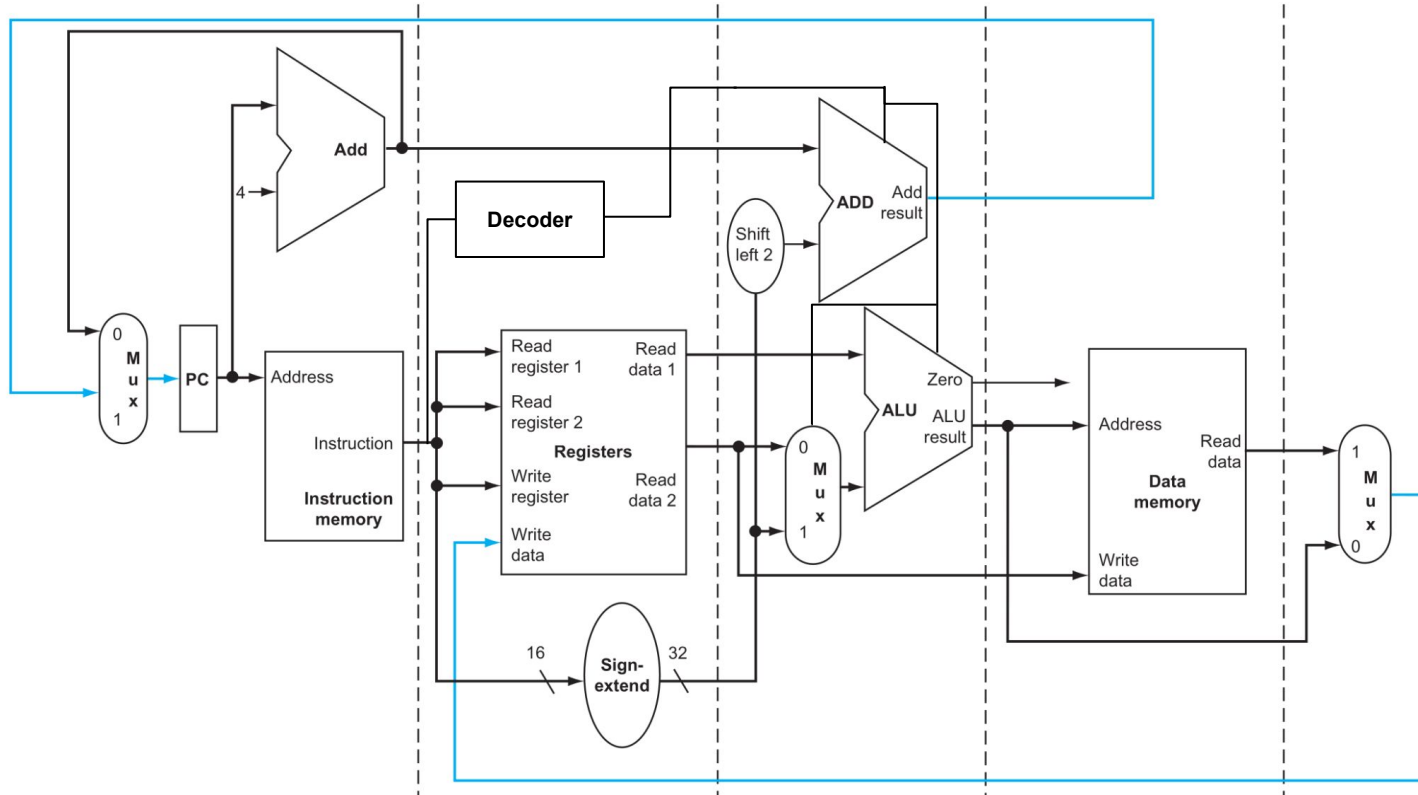 Add
4
Decoder
ADD
Add
result
Shift
left 2
0
M
u
x
1
PC
Address
Instruction
Instruction
memory
Read
register 1
Read
register 2
Write
register
Write
data
Registers
Read
data 1
Read
data 2
16
Sign-
extend
32
0
M
u
x
1
Zero
ALU
ALU
result
Address
Read
data
Data
memory
Write
data
1
M
u
x
0